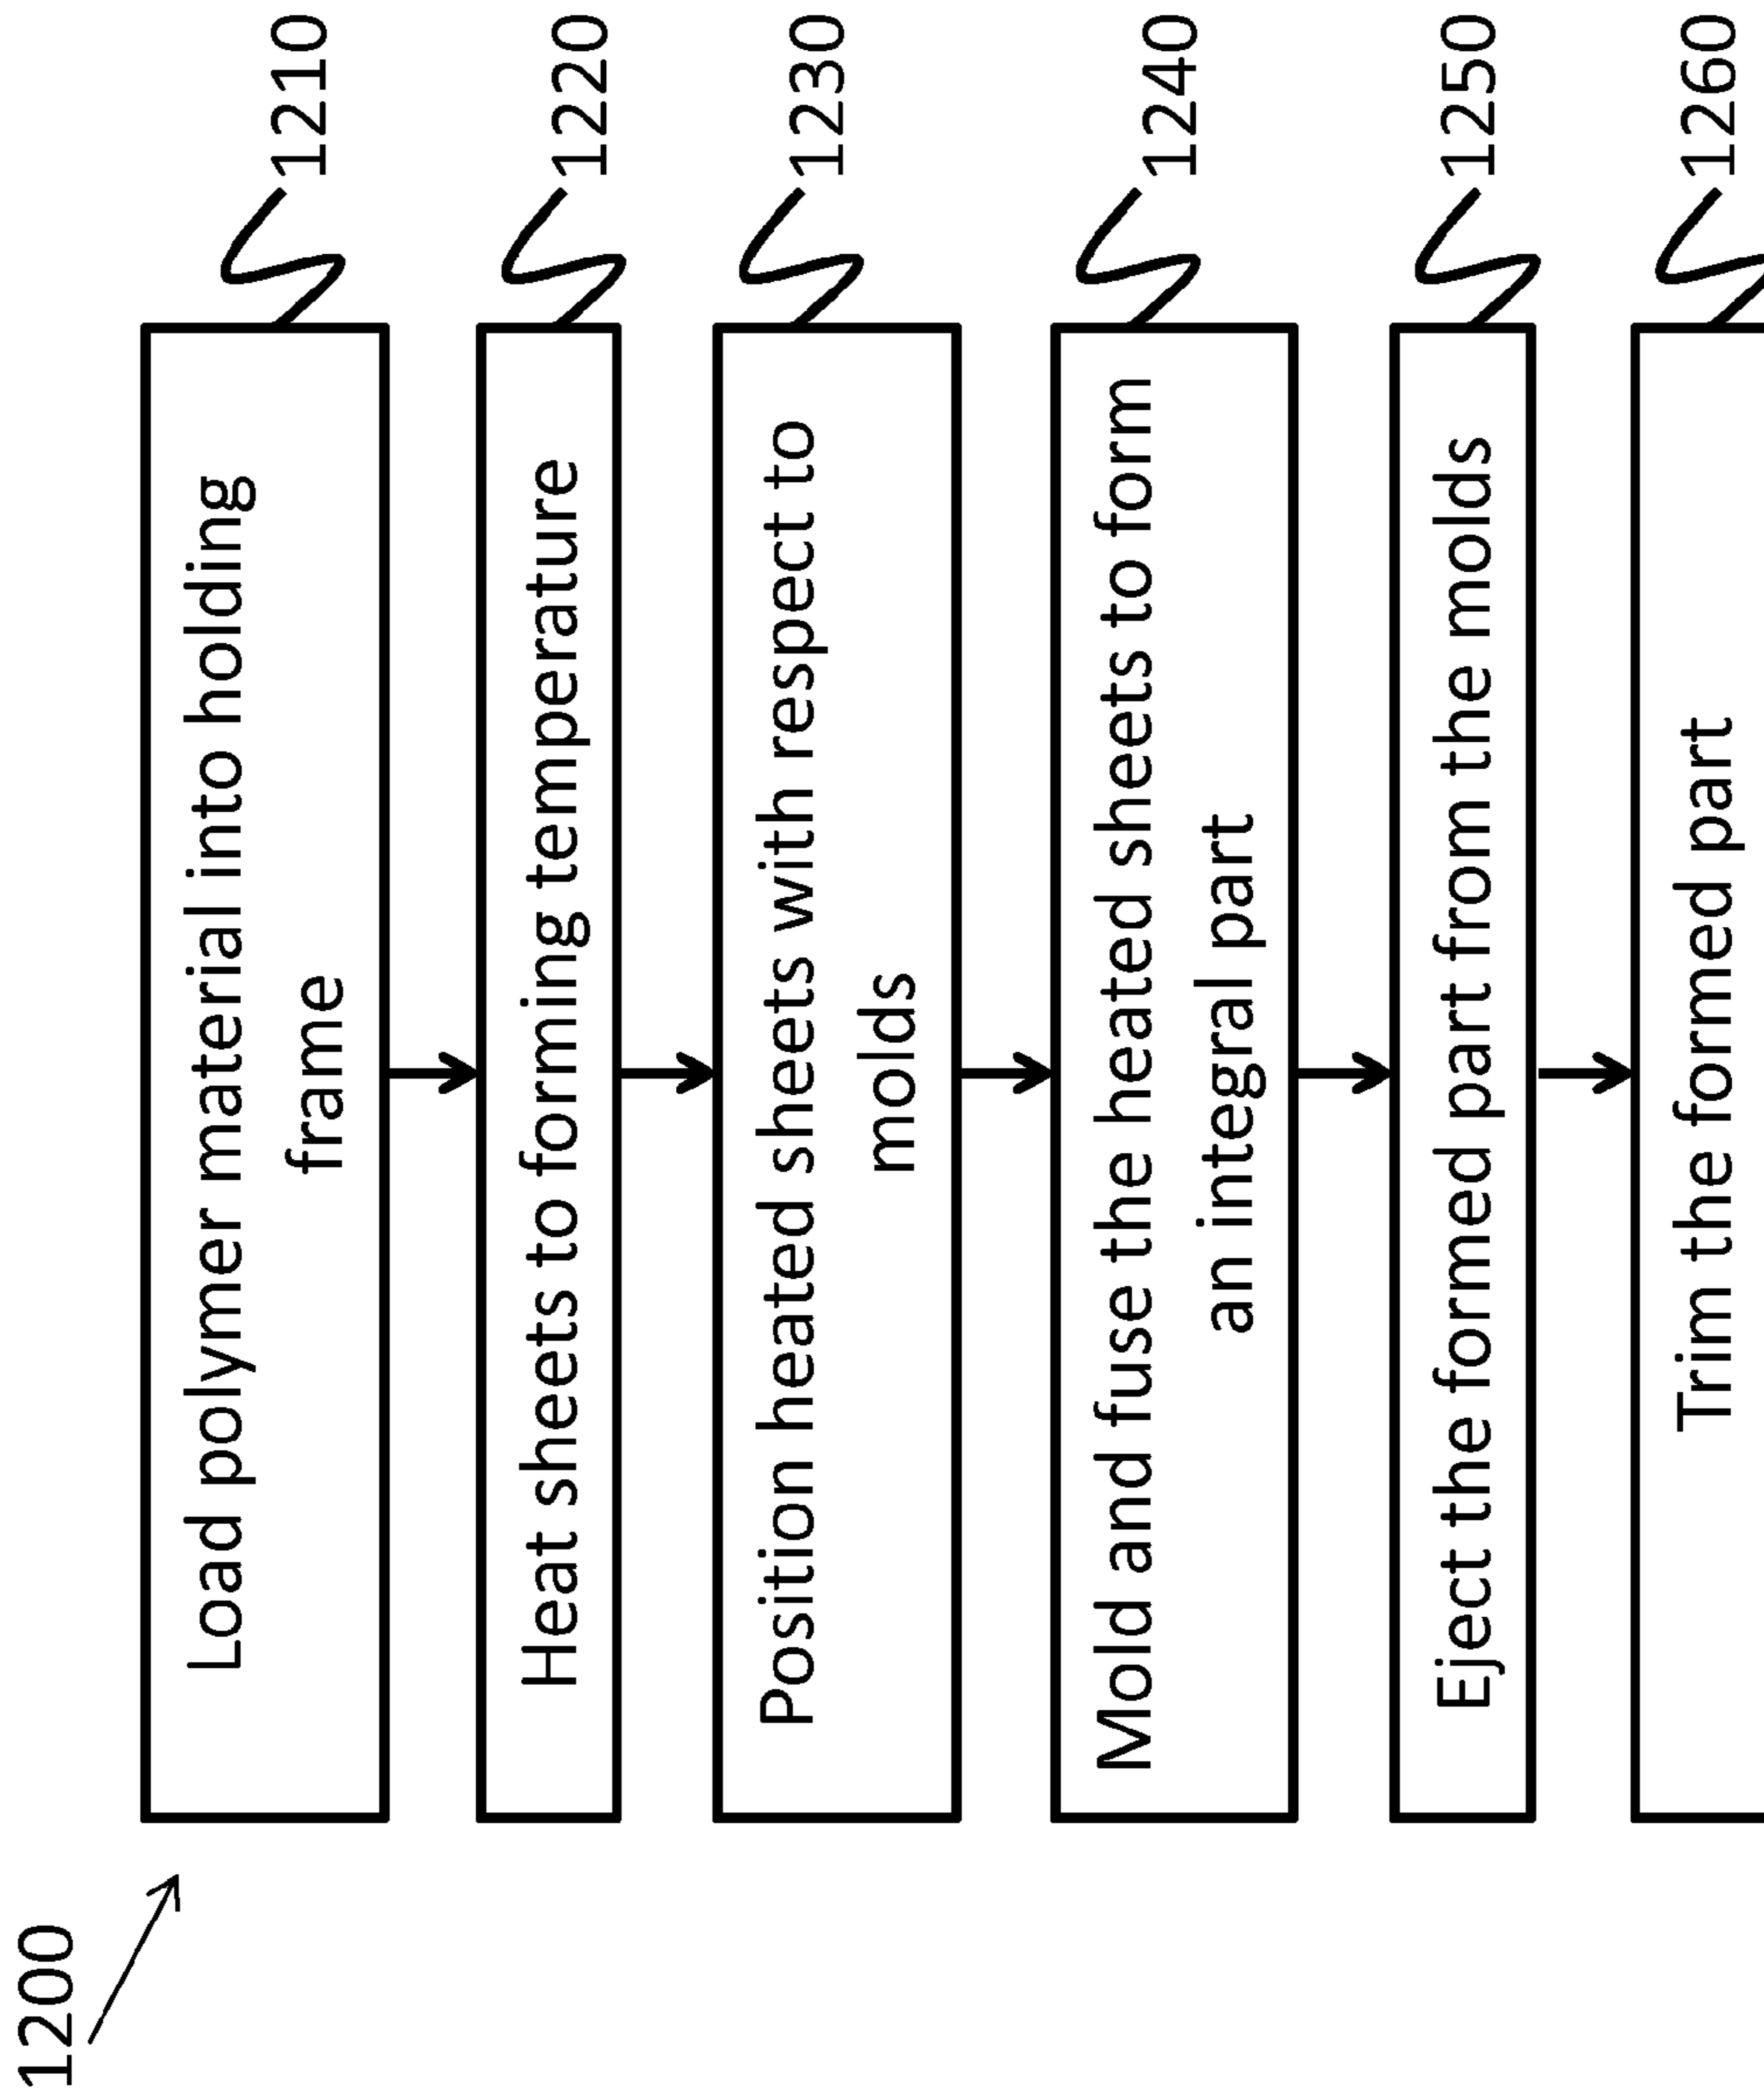 1200
Load polymer material into holding
frame
1210
Heat sheets to forming temperature
1220
Position heated sheets with respect to
molds
1230
Mold and fuse the heated sheets to form
an integral part
1240
Eject the formed part from the molds
1250
Trim the formed part
1260